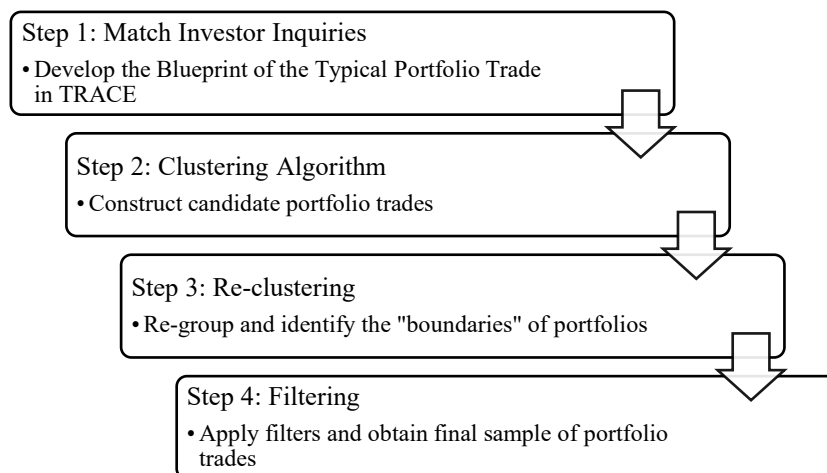 Step 1: Match Investor Inquiries
• Develop the Blueprint of the Typical Portfolio Trade
in TRACE
Step 2: Clustering Algorithm
• Construct candidate portfolio trades
Step 3: Re-clustering
• Re-group and identify the "boundaries" of portfolios
Step 4: Filtering
• Apply filters and obtain final sample of portfolio
trades